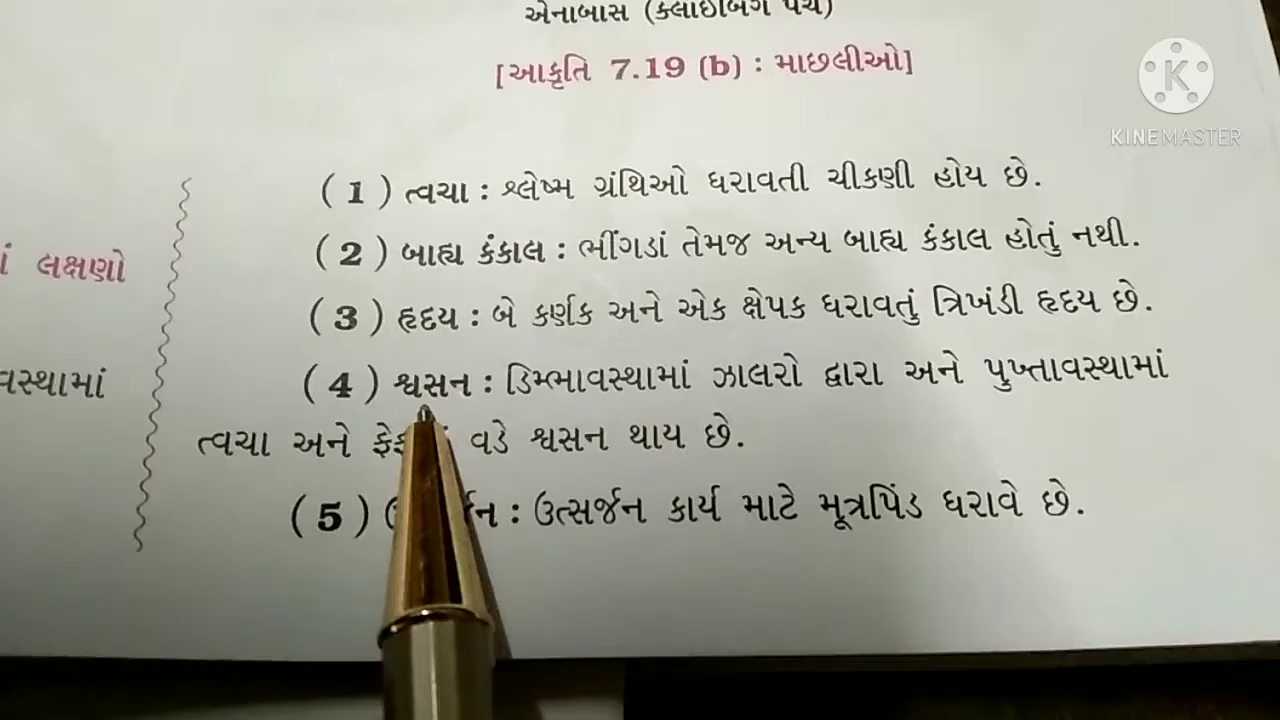 એનાબાસ (ક્લાઇંબિંગ પર્ચ)
[આકૃતિ 7.19 (b) : માછલીઓ]
KINEMASTER
( 1 ) ત્વચા : શ્લેષ્મ ગ્રંથિઓ ધરાવતી ચીકણી હોય છે.
( 2 ) બાહ્ય કંકાલ : ભીંગડાં તેમજ અન્ય બાહ્ય કંકાલ હોતું નથી.
લક્ષણો
( 3 ) હૃદય : બે કર્ણક અને એક ક્ષેપક ધરાવતું ત્રિખંડી હૃદય છે.
( 4 ) શ્વસન : ડિમ્ભાવસ્થામાં ઝાલરો દ્વારા અને પુખ્તાવસ્થામાં
ત્વચા અને વડે શ્વસન થાય છે.
( 5 ) : ઉત્સર્જન કાર્ય માટે મૂત્રપિંડ ધરાવે છે.